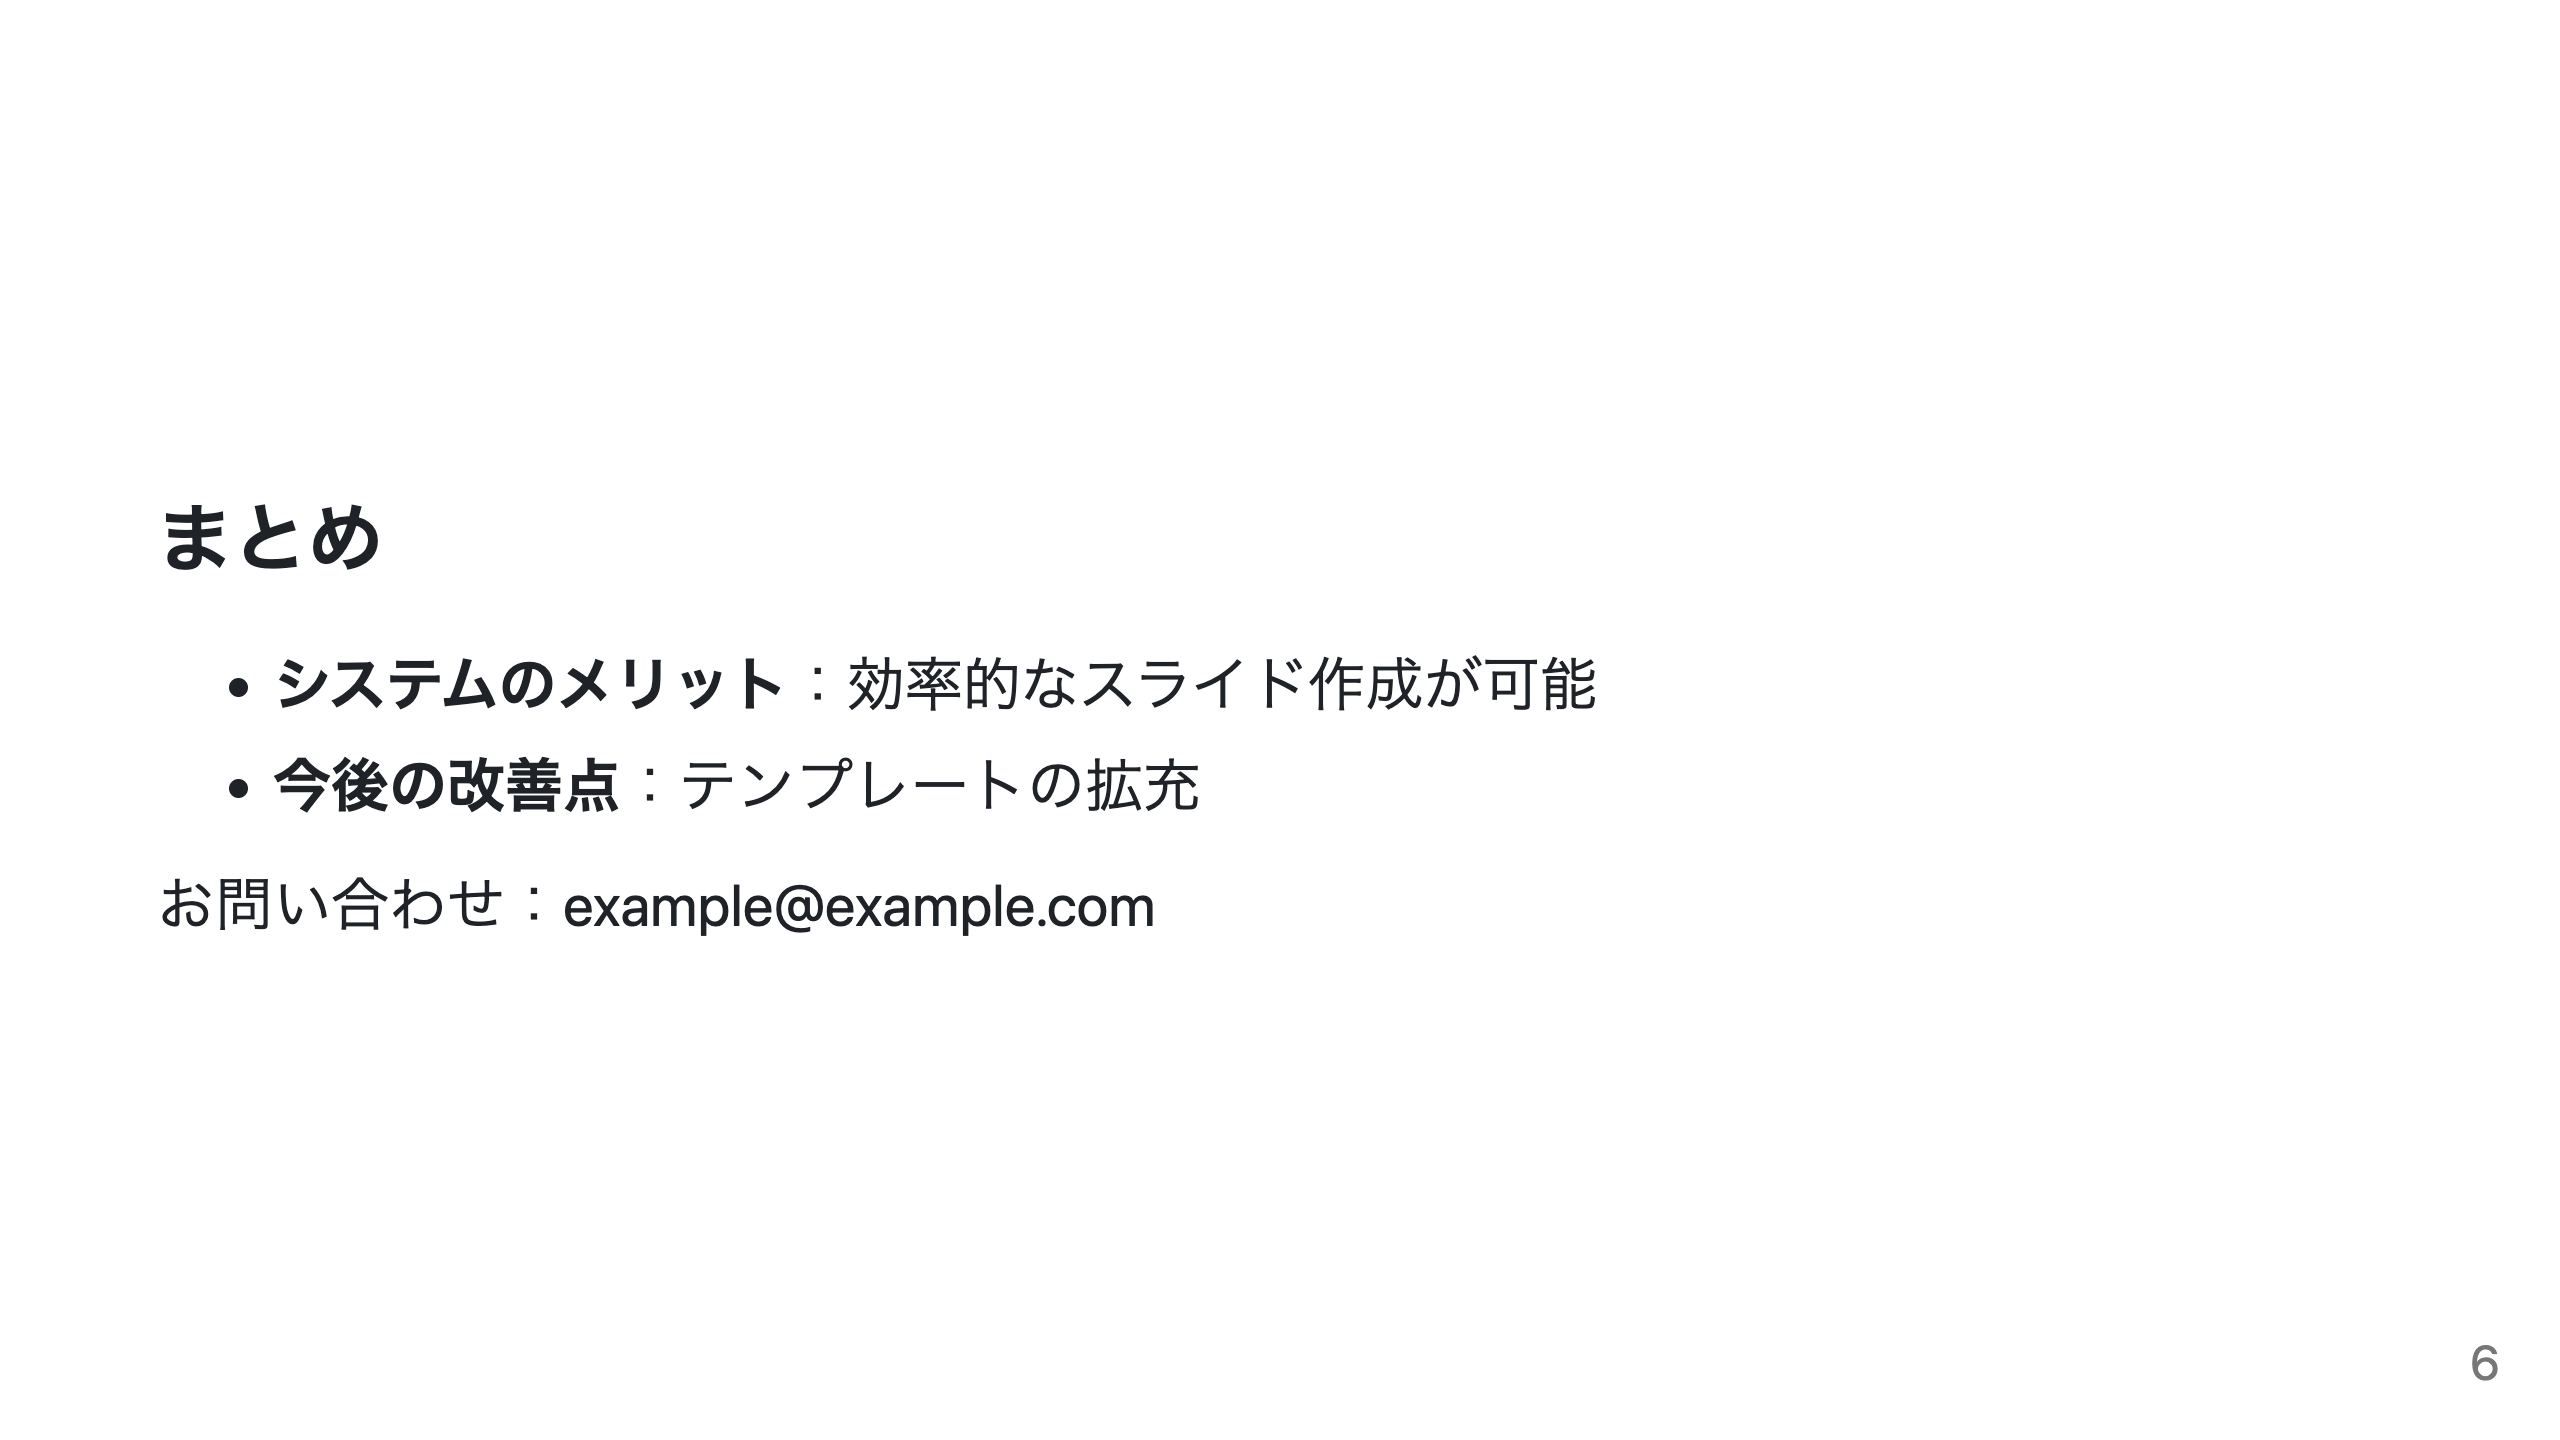 まとめ
• システムのメリット：効率的なスライド作成が可能
• 今後の改善点：テンプレートの拡充
お問い合わせ：example@example.com
6